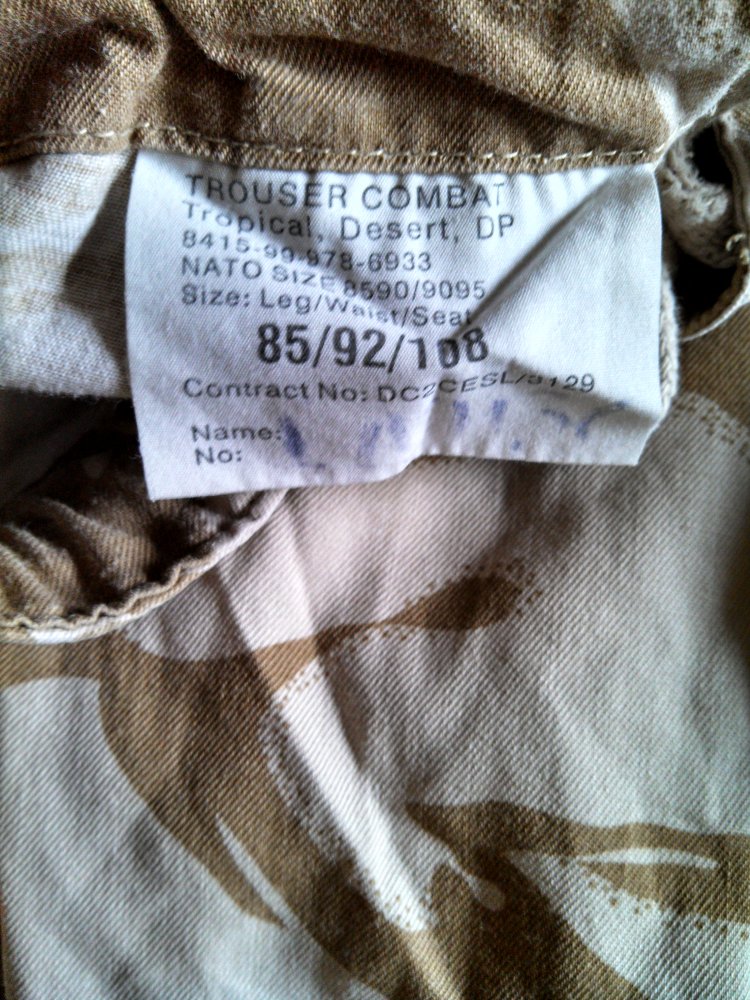 TROUSER COMBAT
Tropical, Desert, DP
8415-99-978-6933
NATO SIZE 8590/9095
Size: Leg/Waist/Seat
85/92/108
Contract No: DC2CESL/3129
Name:
No: